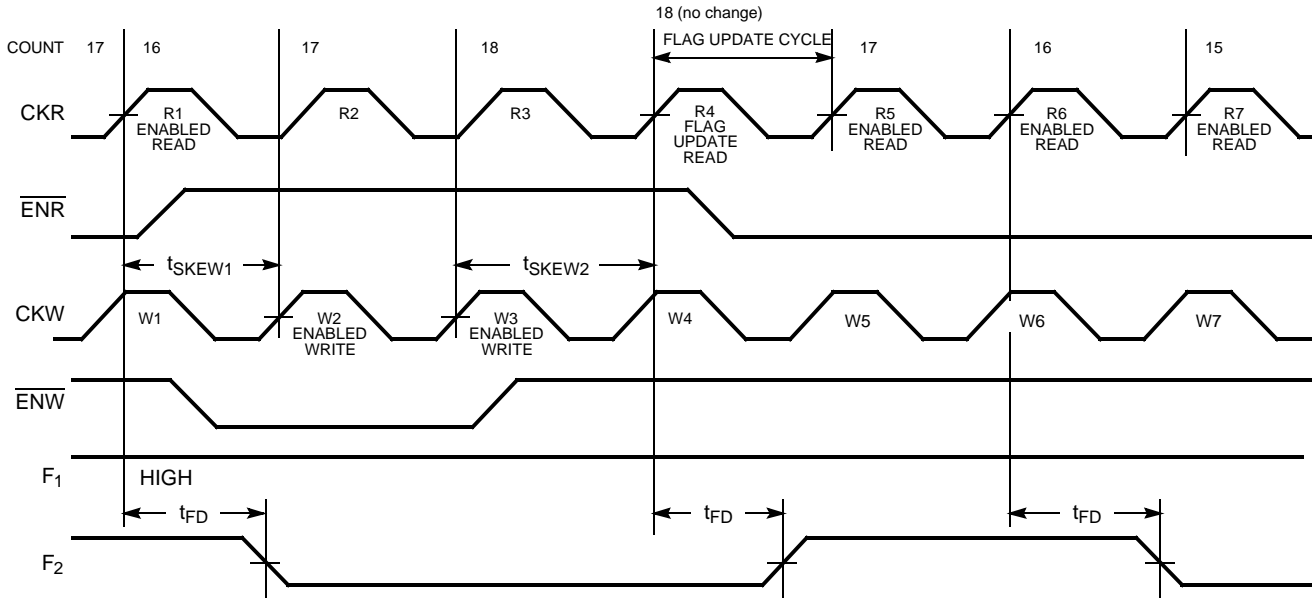 18 (no change)
COUNT 17 16 17 18 FLAG UPDATE CYCLE 17 16 15
CKR
R1
ENABLED
READ
R2
R3
R4
FLAG
UPDATE
READ
R5
ENABLED
READ
R6
ENABLED
READ
R7
ENABLED
READ
ENR
tSKEW1 tSKEW2
CKW
W1
W2
ENABLED
WRITE
W3
ENABLED
WRITE
W4
W5
W6
W7
ENW
F1 HIGH
tFD tFD tFD
F2